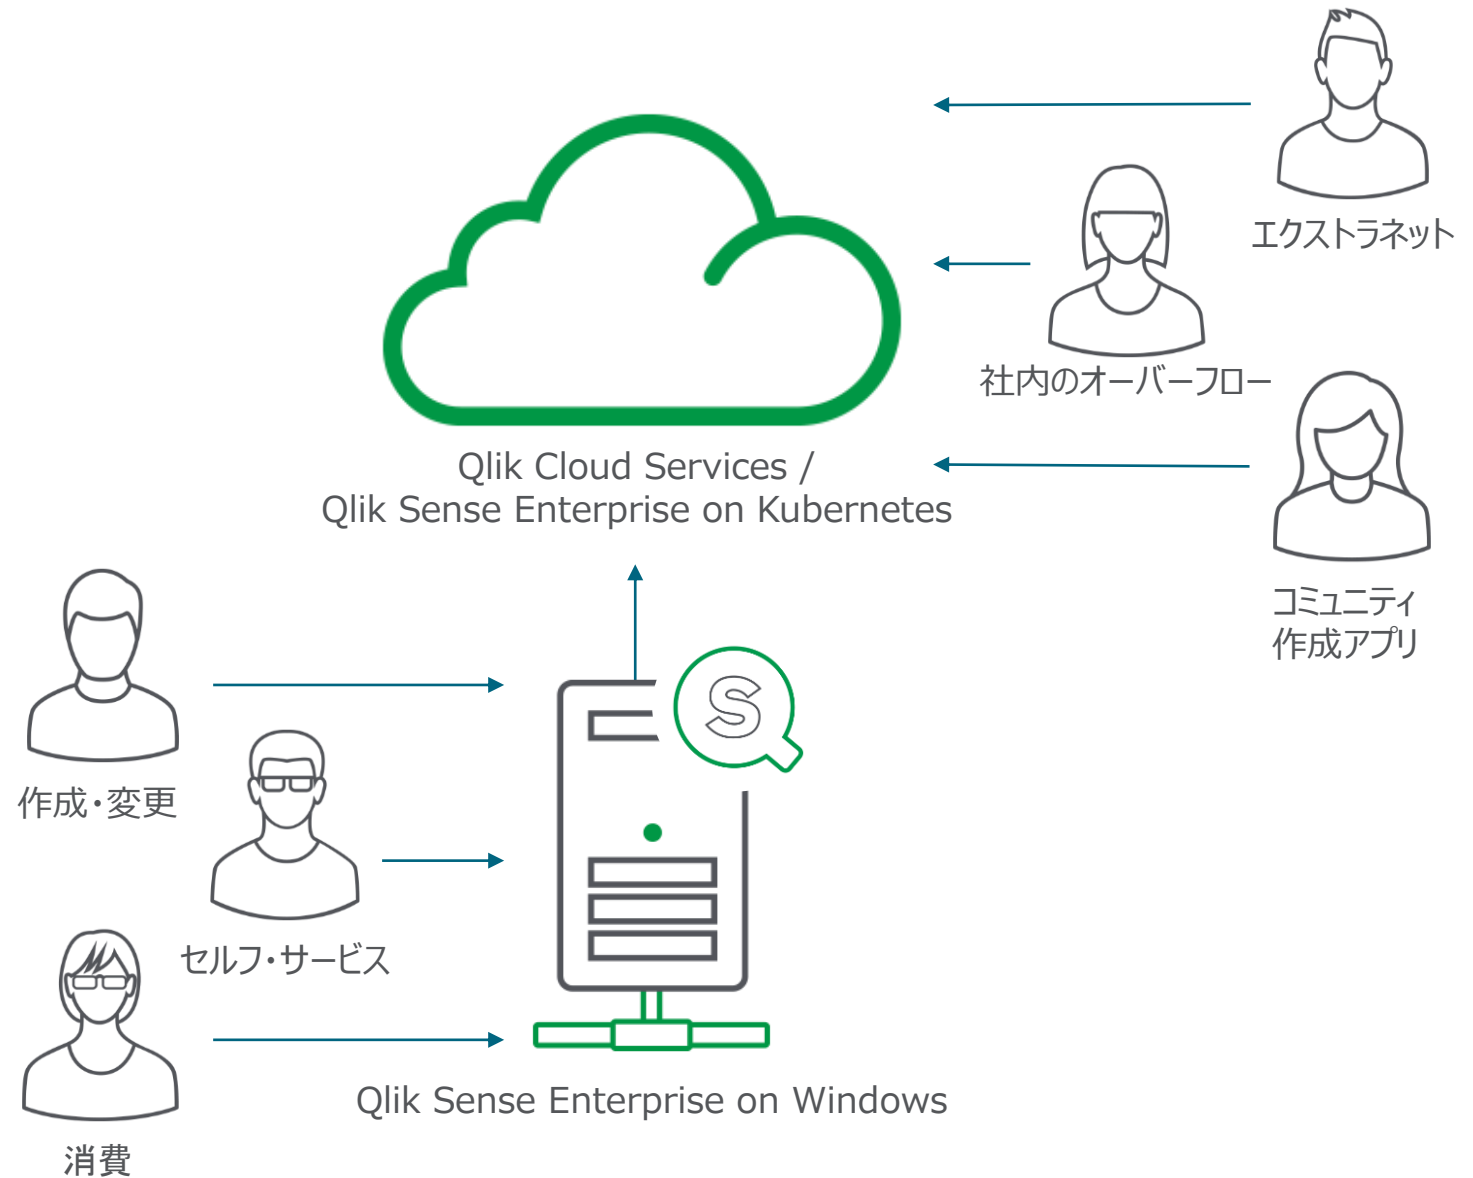 エクストラネット
社内のオーバーフロー
Qlik Cloud Services /
Qlik Sense Enterprise on Kubernetes
コミュニティ
作成アプリ
S
作成・変更
セルフ・サービス
Qlik Sense Enterprise on Windows
消費